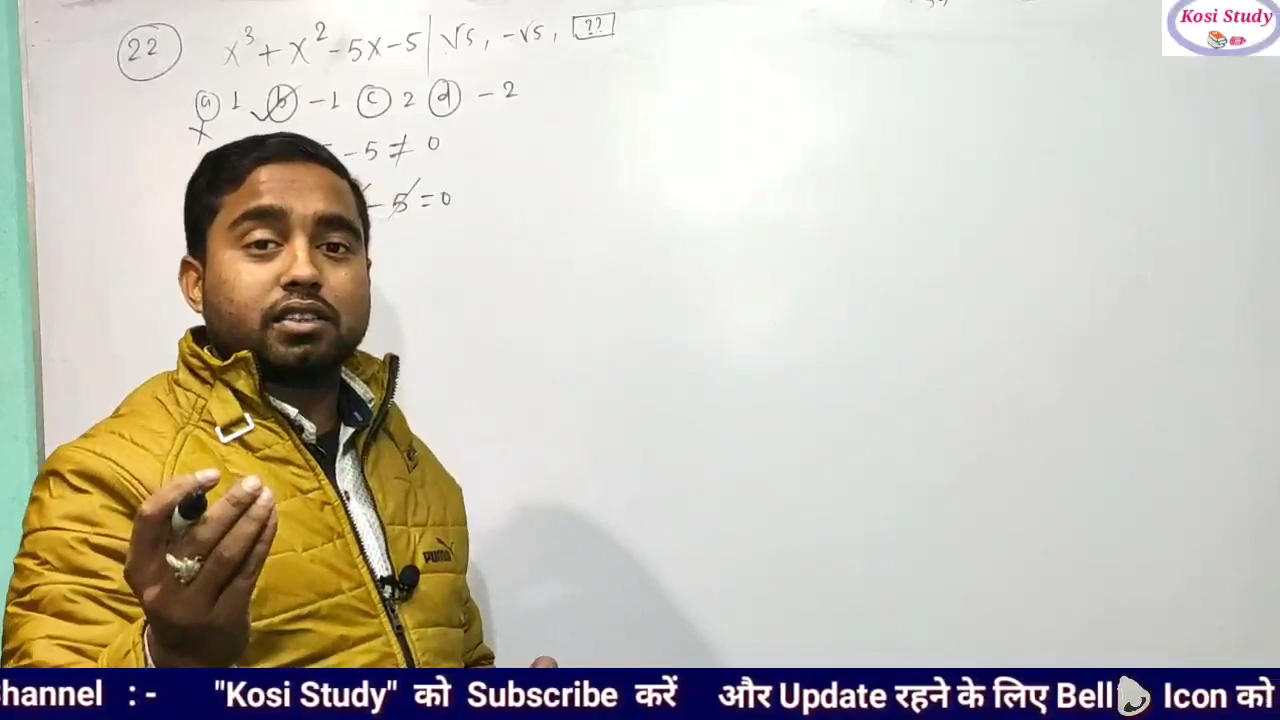 Kosi Study
22 x³ + x² - 5x - 5 | √5, -√5, ??
a 1 b -1 c 2 d -2
- 5 ≠ 0
- 5 = 0
PUMA
hannel : - "Kosi Study" को Subscribe करें और Update रहने के लिए Bell Icon को